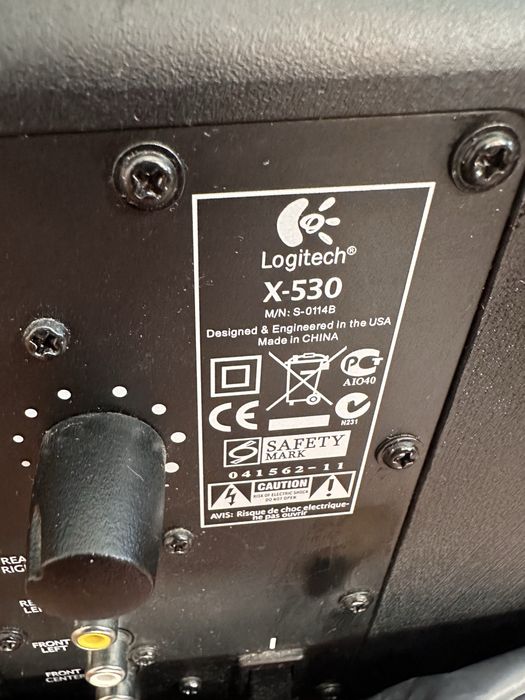 Logitech®
X-530
M/N: S-0114B
Designed & Engineered in the USA
Made in CHINA
AIO40
CE
N231
SAFETY
MARK
041562-11
CAUTION
RISK OF ELECTRIC SHOCK
DO NOT OPEN
AVIS: Risque de choc electrique-
ne pas ouvrir
FRONT
LEFT
FRONT
CENTER